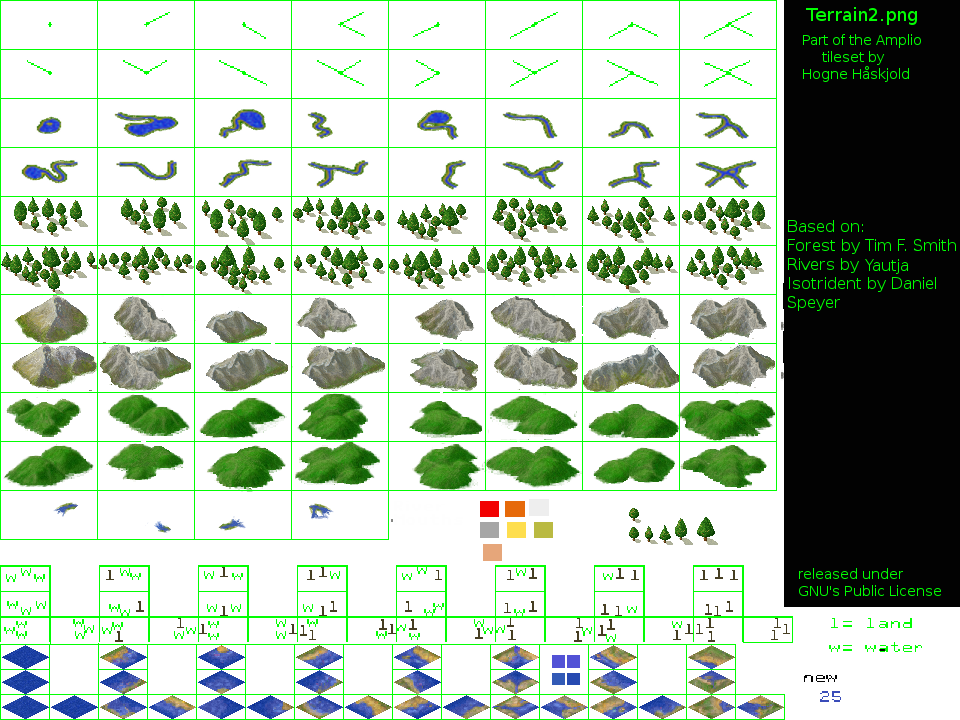 Terrain2.png
Part of the Amplio
tileset by
Hogne Håskjold
Based on:
Forest by Tim F. Smith
Rivers by Yautja
Isotrident by Daniel
Speyer
released under
GNU's Public License
w w w
l w w
w l w
l l w
w w l
l w l
w l l
l l l
w w w
w w l
w l w
w l l
l w w
l w l
l l w
l l l
l= land
w= water
new
25